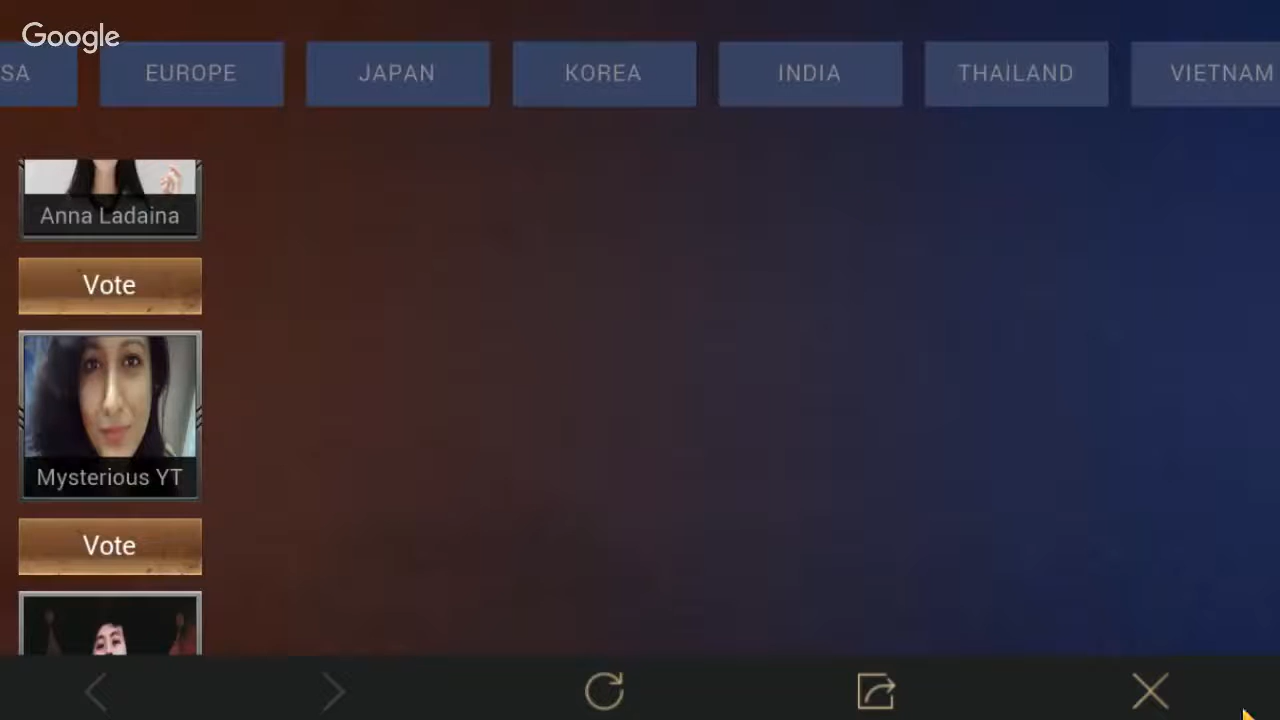 Google
SA
EUROPE
JAPAN
KOREA
INDIA
THAILAND
VIETNAM
Anna Ladaina
Vote
Mysterious YT
Vote